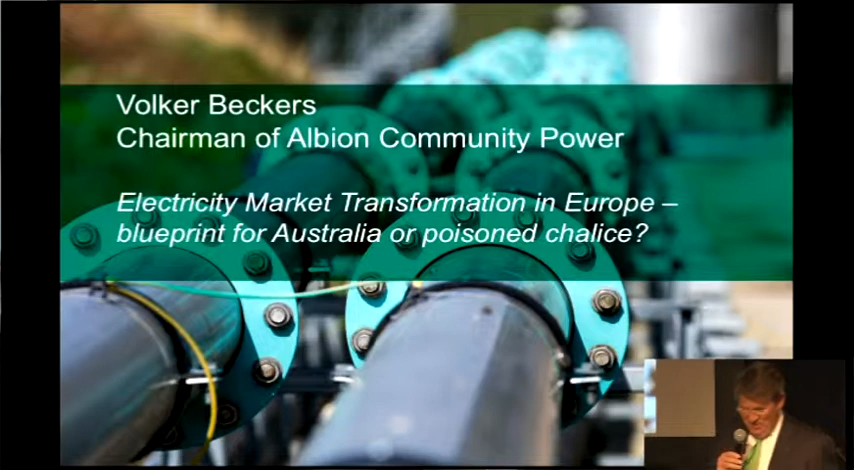 Volker Beckers
Chairman of Albion Community Power
Electricity Market Transformation in Europe –
blueprint for Australia or poisoned chalice?